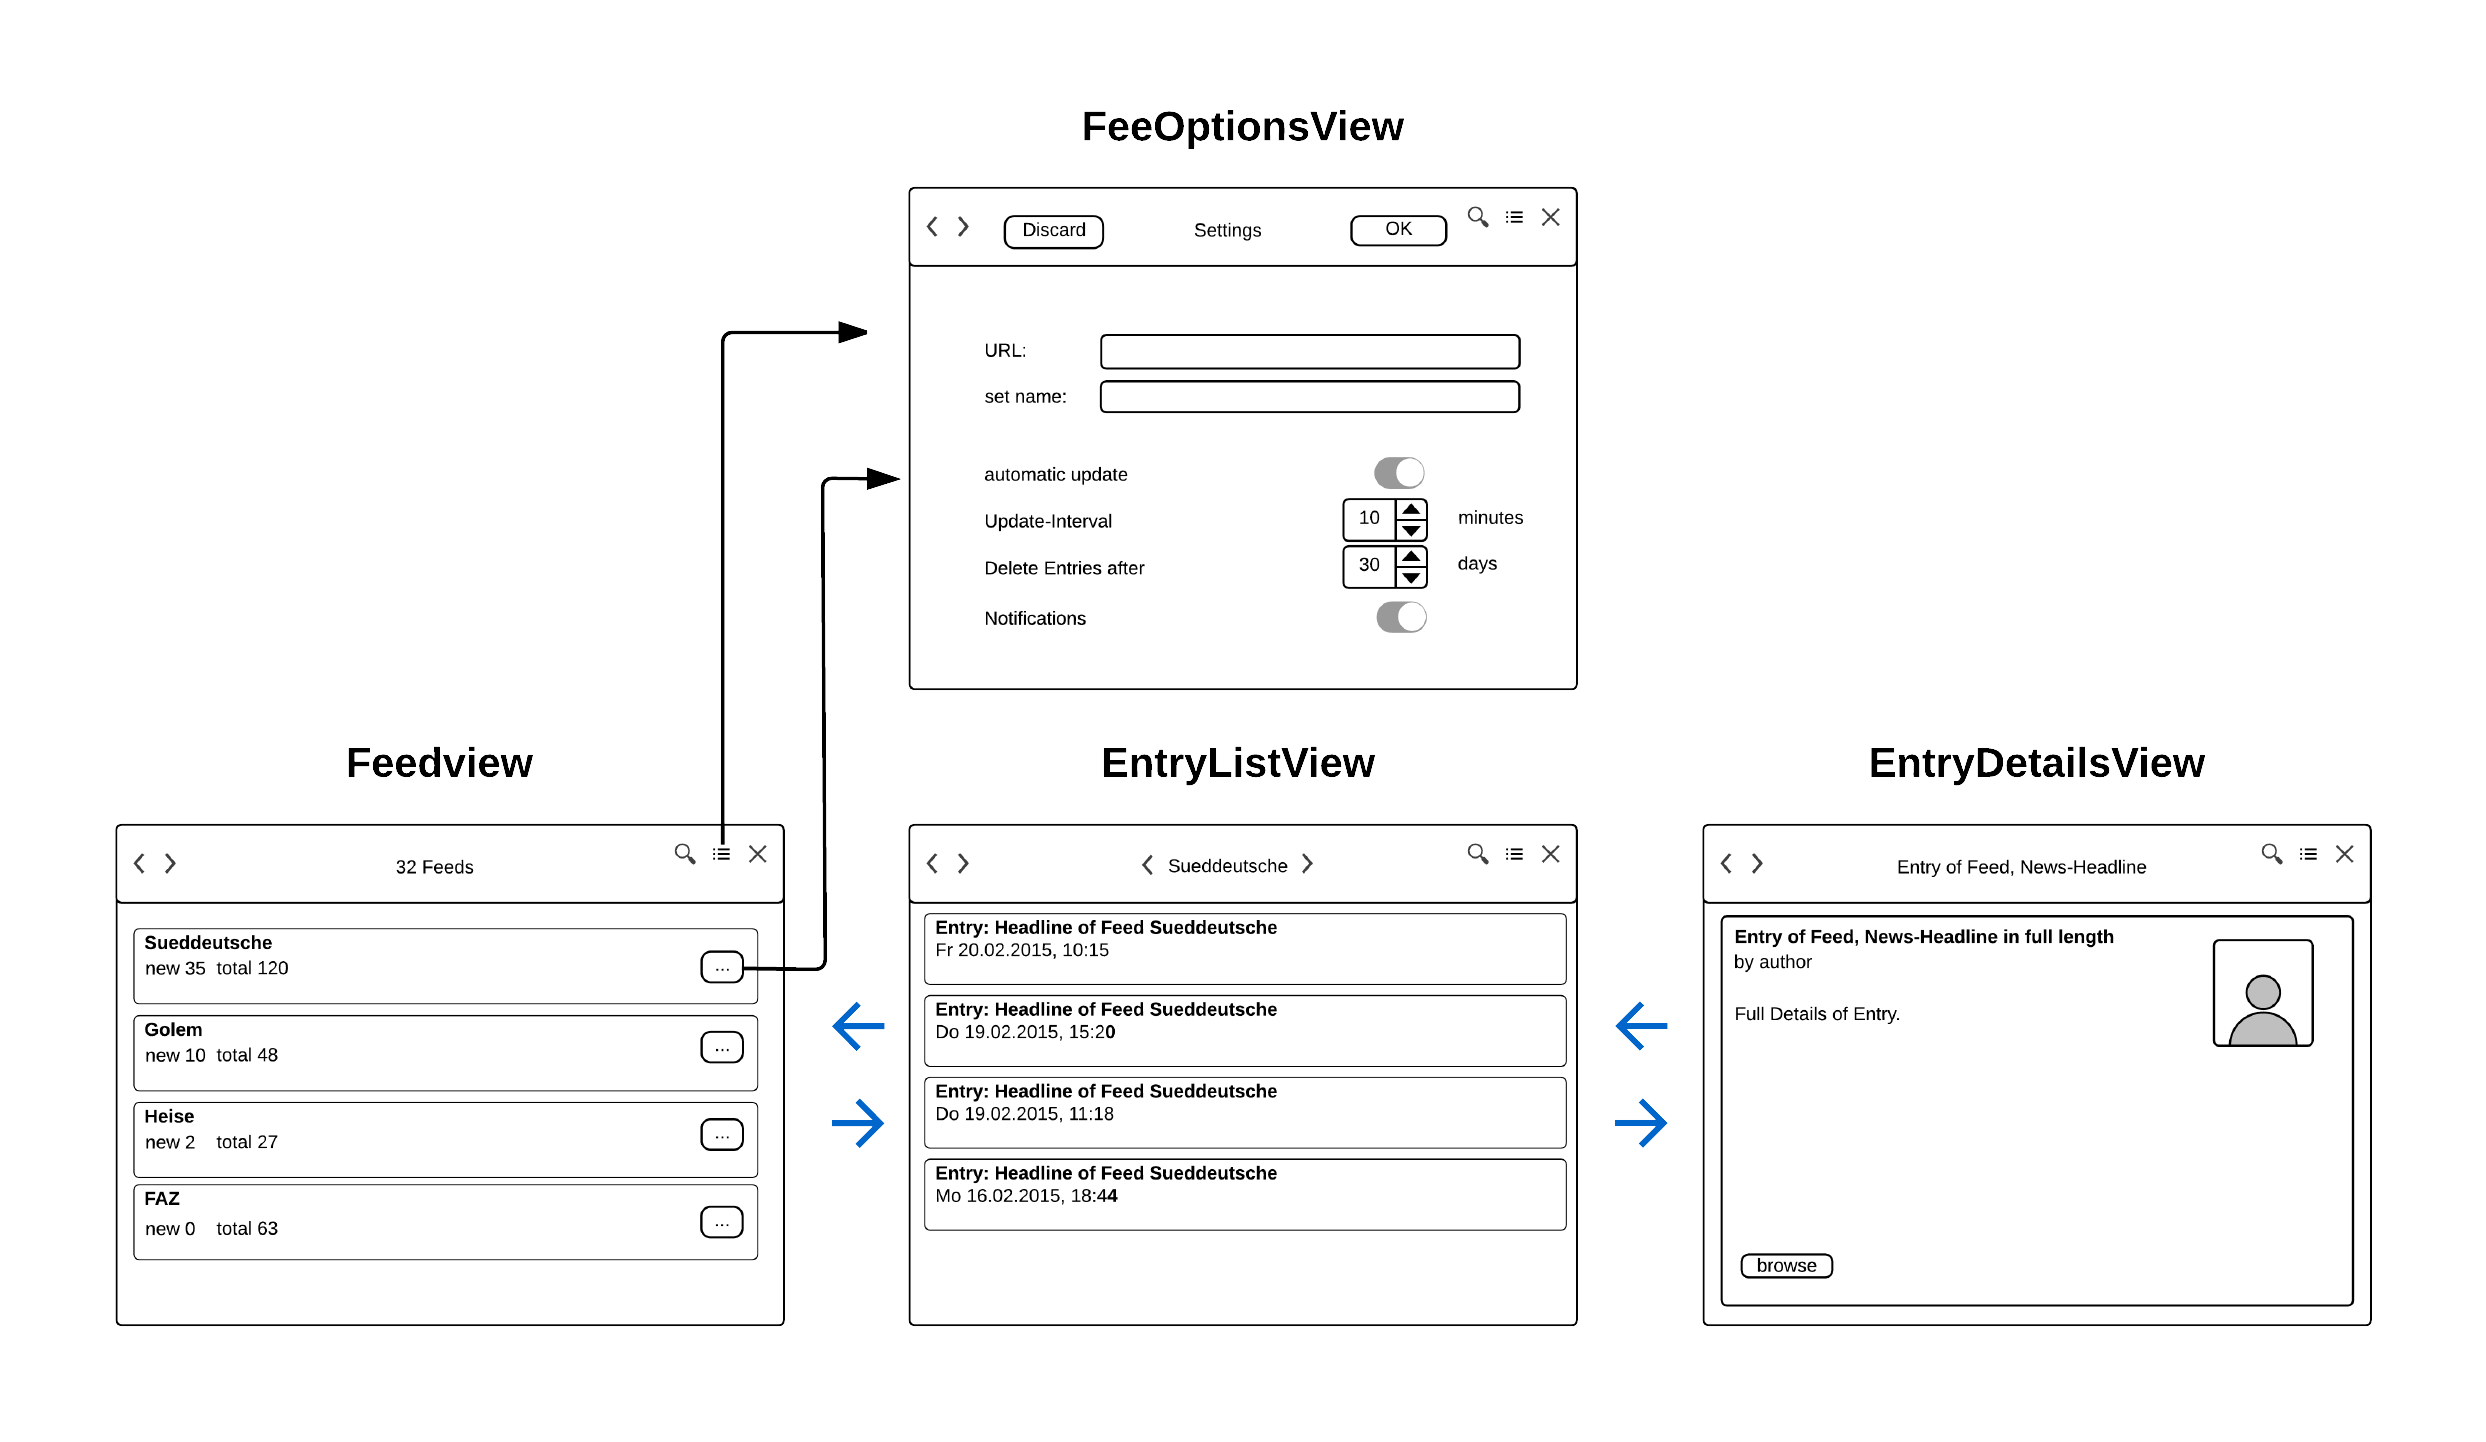 FeeOptionsView
Discard
Settings
OK
URL:
set name:
automatic update
Update-Interval
10
minutes
Delete Entries after
30
days
Notifications
Feedview
32 Feeds
Sueddeutsche
new 35 total 120
...
Golem
new 10 total 48
...
Heise
new 2 total 27
...
FAZ
new 0 total 63
...
EntryListView
Sueddeutsche
Entry: Headline of Feed Sueddeutsche
Fr 20.02.2015, 10:15
Entry: Headline of Feed Sueddeutsche
Do 19.02.2015, 15:20
Entry: Headline of Feed Sueddeutsche
Do 19.02.2015, 11:18
Entry: Headline of Feed Sueddeutsche
Mo 16.02.2015, 18:44
EntryDetailsView
Entry of Feed, News-Headline
Entry of Feed, News-Headline in full length
by author
Full Details of Entry.
browse